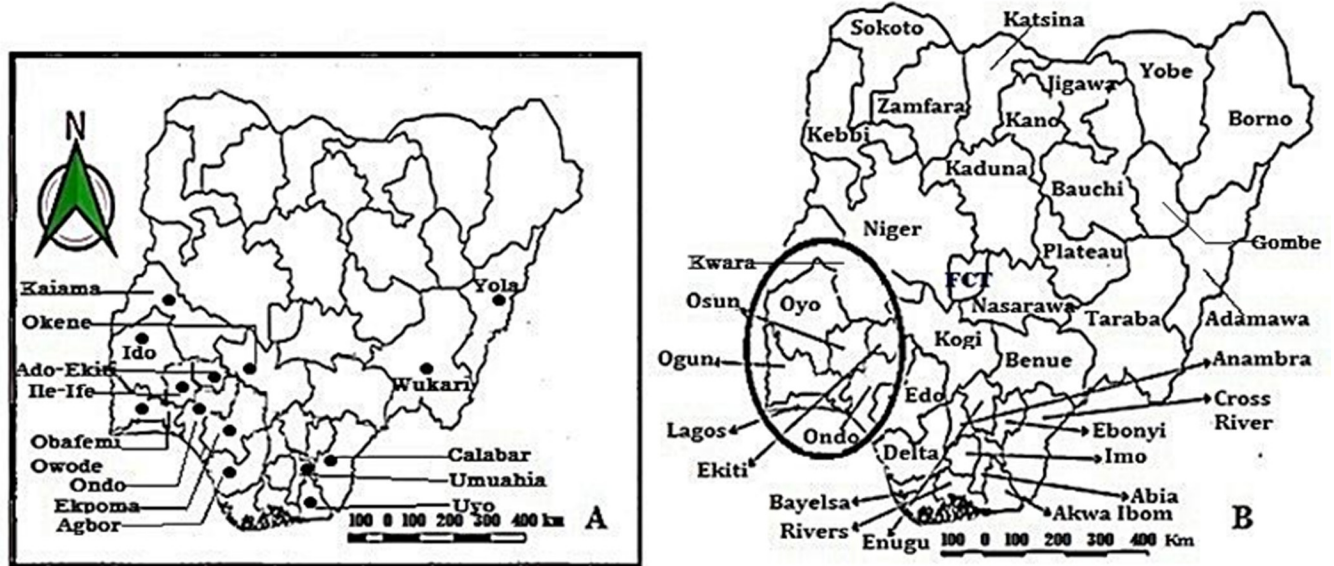 N
Kaiama
Okene
Ido
Ado-Ekiti
Ile-Ife
Obafemi
Owode
Ondo
Ekpoma
Agbor
Yola
Wukari
Calabar
Umuahia
Uyo
100 0 100 200 400 km
A
Sokoto
Katsina
Zamfara
Kebbi
Jigawa
Yobe
Kano
Borno
Kaduna
Bauchi
Niger
Gombe
Plateau
Kwara
FCT
Nasarawa
Osun
Oyo
Taraba
Adamawa
Kogi
Benue
Ogun
Anambra
Edo
Cross
River
Lagos
Ondo
Ebonyi
Delta
Imo
Ekiti
Bayelsa
Abia
Rivers
Akwa Ibom
Enugu
100 0 100 200 400 Km
B